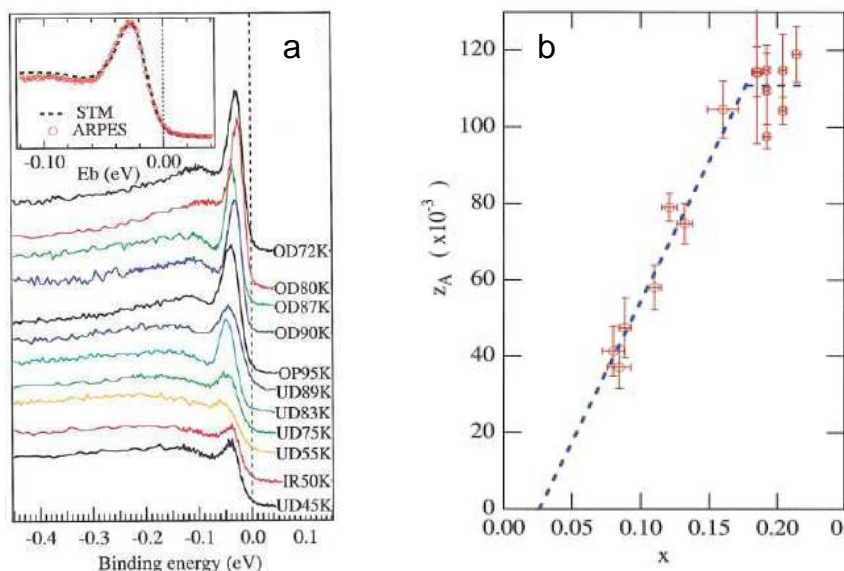 a
STM
ARPES
-0.10 0.00
Eb (eV)
OD72K
OD80K
OD87K
OD90K
OP95K
UD89K
UD83K
UD75K
UD55K
IR50K
UD45K
-0.4 -0.3 -0.2 -0.1 0.0 0.1
Binding energy (eV)
b
120
100
80
60
40
20
0
z_A (x10^-3)
0.00 0.05 0.10 0.15 0.20 0.
x